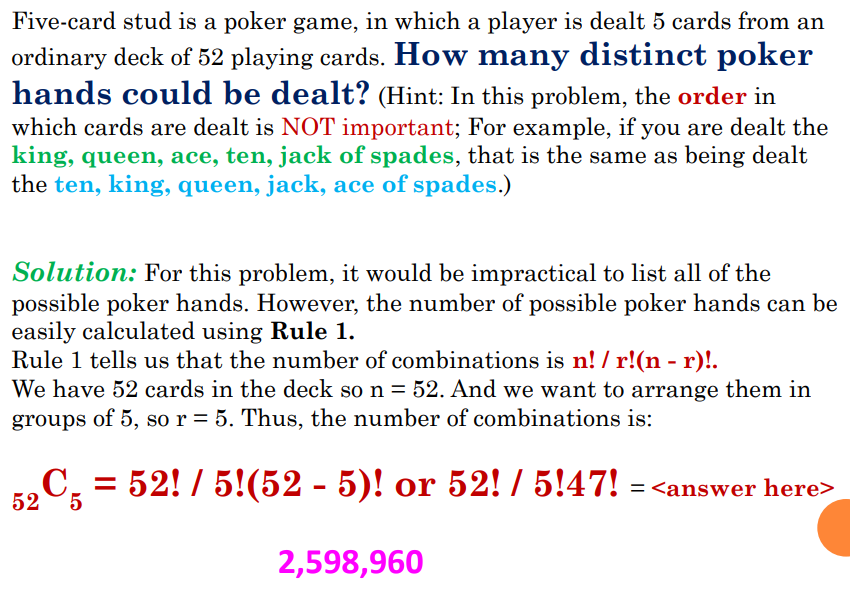 Five-card stud is a poker game, in which a player is dealt 5 cards from an
ordinary deck of 52 playing cards. How many distinct poker
hands could be dealt? (Hint: In this problem, the order in
which cards are dealt is NOT important; For example, if you are dealt the
king, queen, ace, ten, jack of spades, that is the same as being dealt
the ten, king, queen, jack, ace of spades.)
Solution: For this problem, it would be impractical to list all of the
possible poker hands. However, the number of possible poker hands can be
easily calculated using Rule 1.
Rule 1 tells us that the number of combinations is n! / r!(n - r)!.
We have 52 cards in the deck so n = 52. And we want to arrange them in
groups of 5, so r = 5. Thus, the number of combinations is:
₅₂C₅ = 52! / 5!(52 - 5)! or 52! / 5!47! = <answer here>
2,598,960